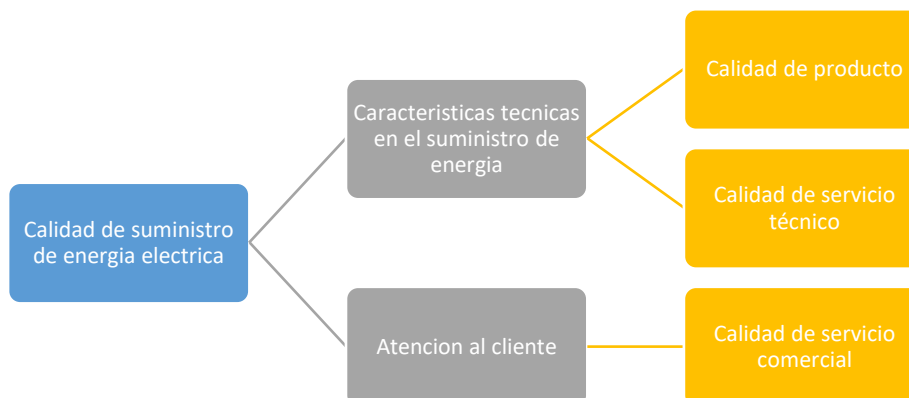 Calidad de suministro
de energia electrica
Caracteristicas tecnicas
en el suministro de
energia
Atencion al cliente
Calidad de producto
Calidad de servicio
técnico
Calidad de servicio
comercial